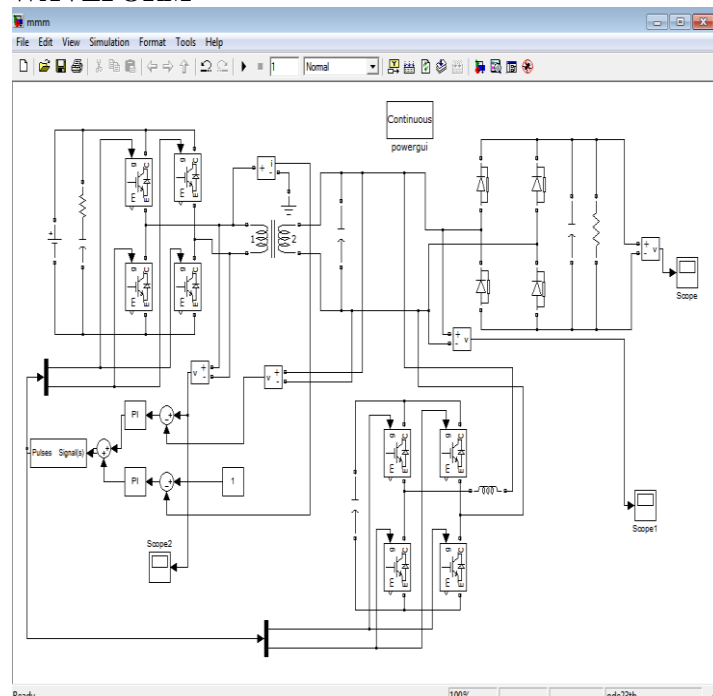 mmm
File Edit View Simulation Format Tools Help
1 Normal
Continuous
powergui
g C
E
g C
E
i
+
-
1 2
g C
E
g C
E
+
v
-
Scope
+
v
-
+
v
-
+
v
-
PI
Pulses Signal(s)
PI
1
g C
E
g C
E
Scope1
g C
E
g C
E
Scope2
Ready
100%
ode23tb